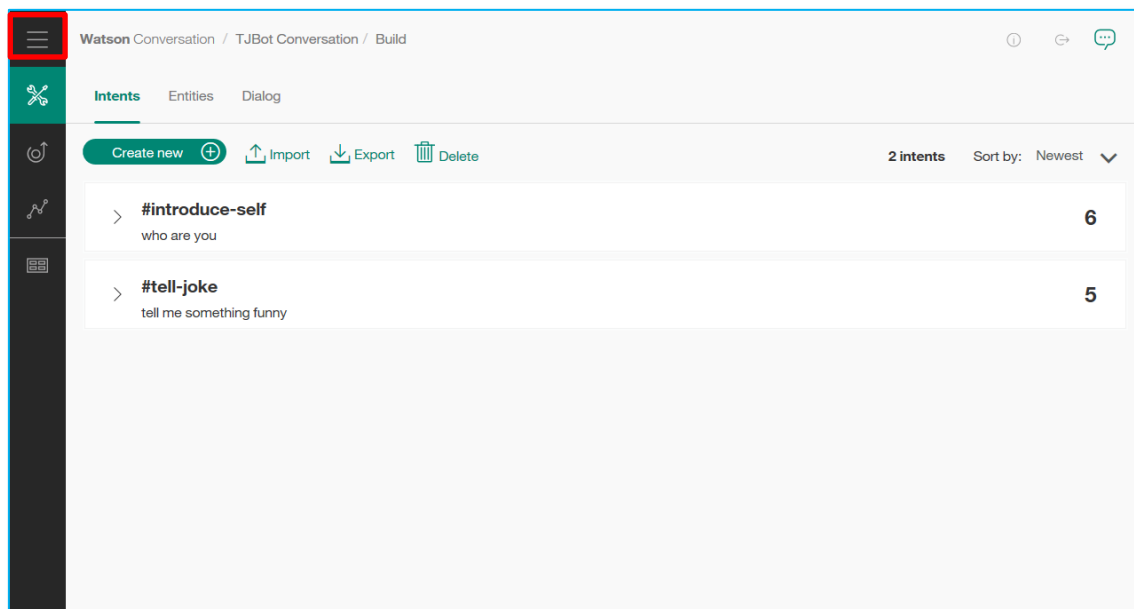 Watson Conversation / TJBot Conversation / Build
Intents Entities Dialog
Create new Import Export Delete 2 intents Sort by: Newest
#introduce-self 6
who are you
#tell-joke 5
tell me something funny